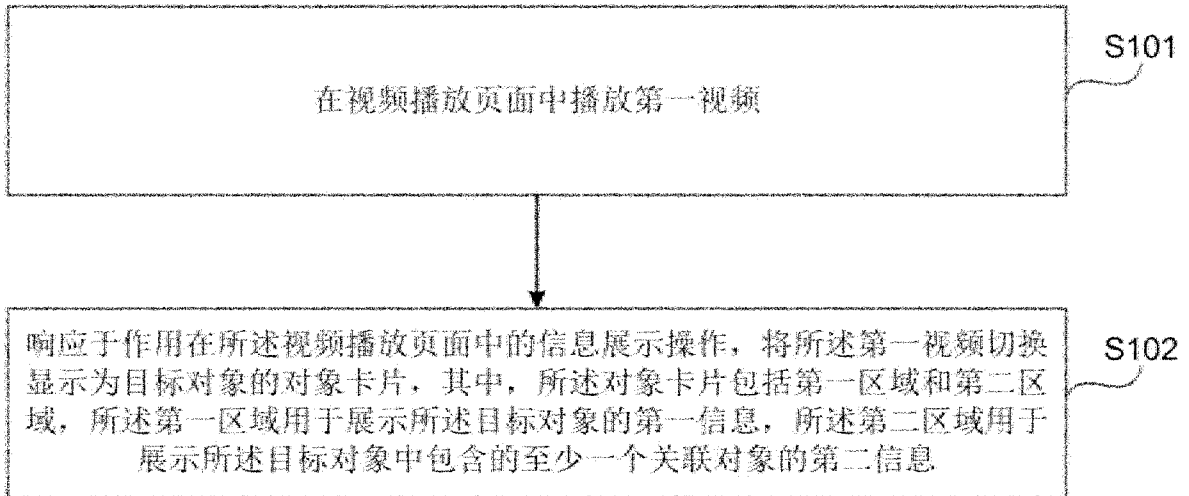 在视频播放页面中播放第一视频
S101
响应于作用在所述视频播放页面中的信息展示操作，将所述第一视频切换
显示为目标对象的对象卡片，其中，所述对象卡片包括第一区域和第二区
域，所述第一区域用于展示所述目标对象的第一信息，所述第二区域用于
展示所述目标对象中包含的至少一个关联对象的第二信息
S102